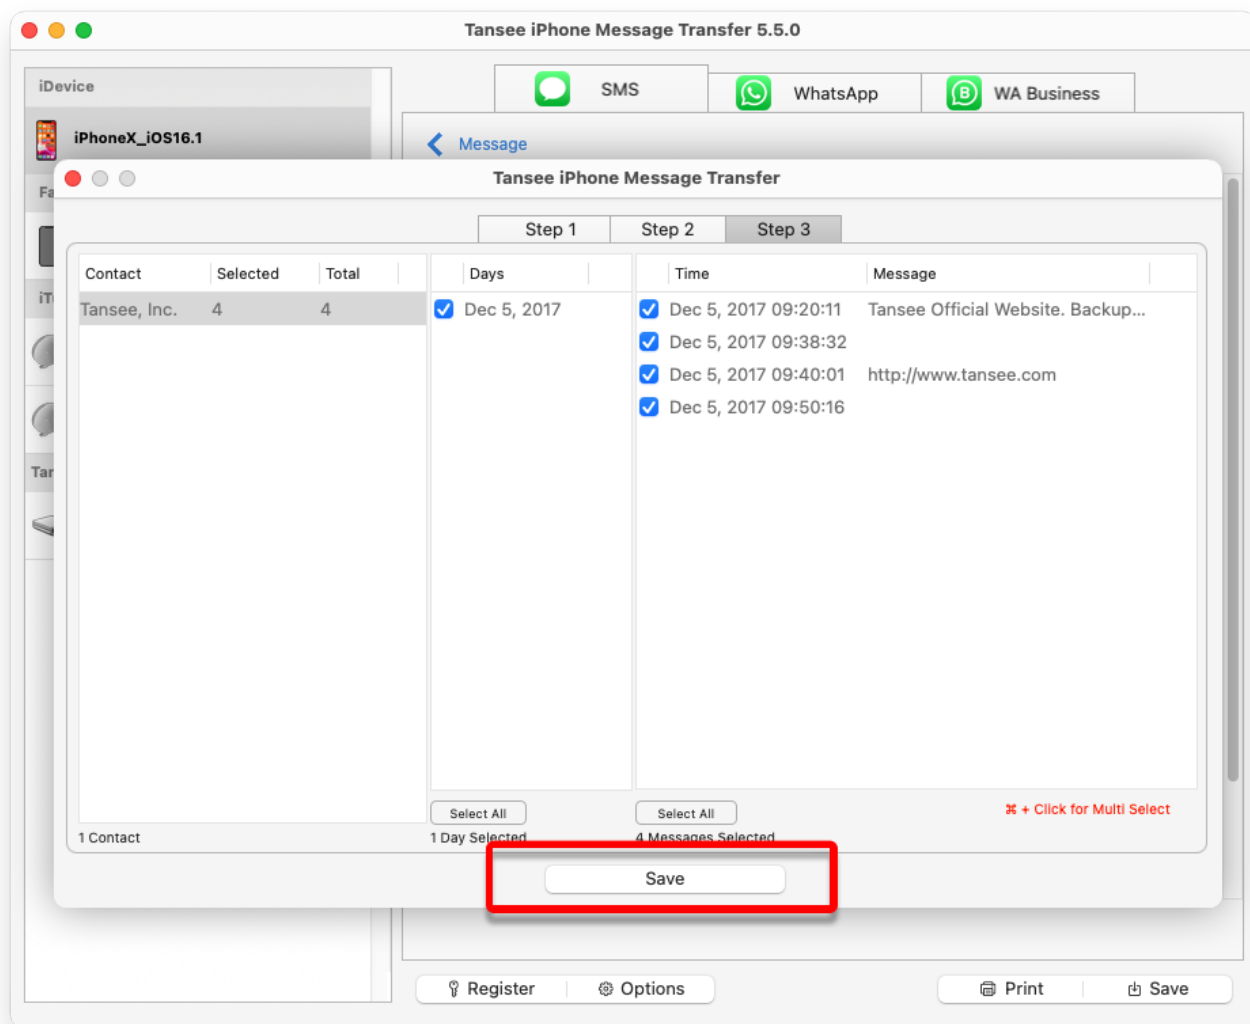 Tansee iPhone Message Transfer 5.5.0
iDevice
SMS
WhatsApp
WA Business
iPhoneX_iOS16.1
Message
Tansee iPhone Message Transfer
Step 1
Step 2
Step 3
Contact Selected Total
Days
Time Message
Tansee, Inc. 4 4
Dec 5, 2017
Dec 5, 2017 09:20:11 Tansee Official Website. Backup...
Dec 5, 2017 09:38:32
Dec 5, 2017 09:40:01 http://www.tansee.com
Dec 5, 2017 09:50:16
Select All
Select All
⌘ + Click for Multi Select
1 Contact
1 Day Selected
4 Messages Selected
Save
Register
Options
Print
Save